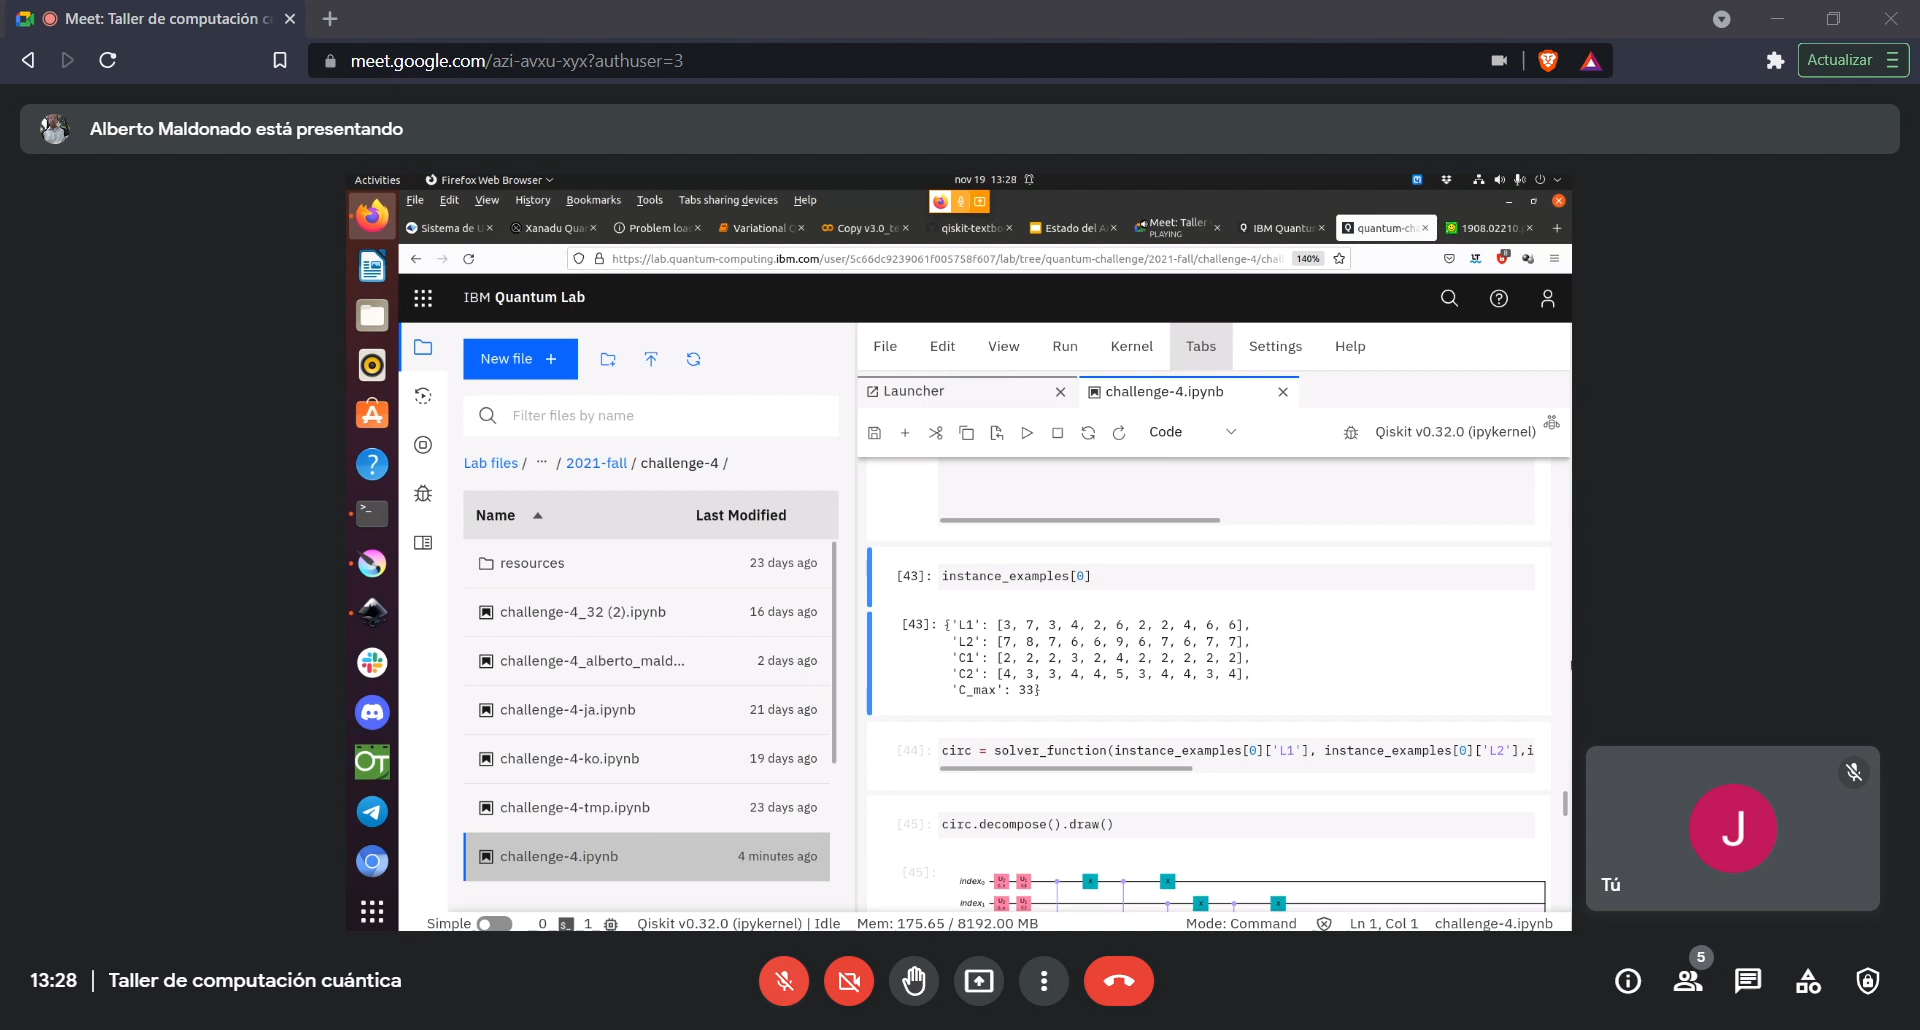 Meet: Taller de computación c
meet.google.com/azi-avxu-xyx?authuser=3
Actualizar
Alberto Maldonado está presentando
Activities
Firefox Web Browser
nov 19 13:28
File Edit View History Bookmarks Tools Tabs sharing devices Help
Sistema de
Xanadu Qua
Problem loa
Variational
Copy v3.0_te
qiskit-textbo
Estado del A
Meet: Taller
PLAYING
IBM Quantu
quantum-ch
1908.02210.
https://lab.quantum-computing.ibm.com/user/5c66dc9239061f005758f607/lab/tree/quantum-challenge/2021-fall/challenge-4/chal
140%
IBM Quantum Lab
New file +
Filter files by name
Lab files / ··· / 2021-fall / challenge-4 /
Name Last Modified
resources 23 days ago
challenge-4_32 (2).ipynb 16 days ago
challenge-4_alberto_mald... 2 days ago
challenge-4-ja.ipynb 21 days ago
challenge-4-ko.ipynb 19 days ago
challenge-4-tmp.ipynb 23 days ago
challenge-4.ipynb 4 minutes ago
File Edit View Run Kernel Tabs Settings Help
Launcher
challenge-4.ipynb
Code
Qiskit v0.32.0 (ipykernel)
[43]: instance_examples[0]
[43]: {'L1': [3, 7, 3, 4, 2, 6, 2, 2, 4, 6, 6],
'L2': [7, 8, 7, 6, 6, 9, 6, 7, 6, 7, 7],
'C1': [2, 2, 2, 3, 2, 4, 2, 2, 2, 2, 2],
'C2': [4, 3, 3, 4, 4, 5, 3, 4, 4, 3, 4],
'C_max': 33}
[44]: circ = solver_function(instance_examples[0]['L1'], instance_examples[0]['L2'],i
[45]: circ.decompose().draw()
[45]:
index₀
index₁
Simple 0 1 Qiskit v0.32.0 (ipykernel) | Idle Mem: 175.65 / 8192.00 MB Mode: Command Ln 1, Col 1 challenge-4.ipynb
J
Tú
13:28 | Taller de computación cuántica
5